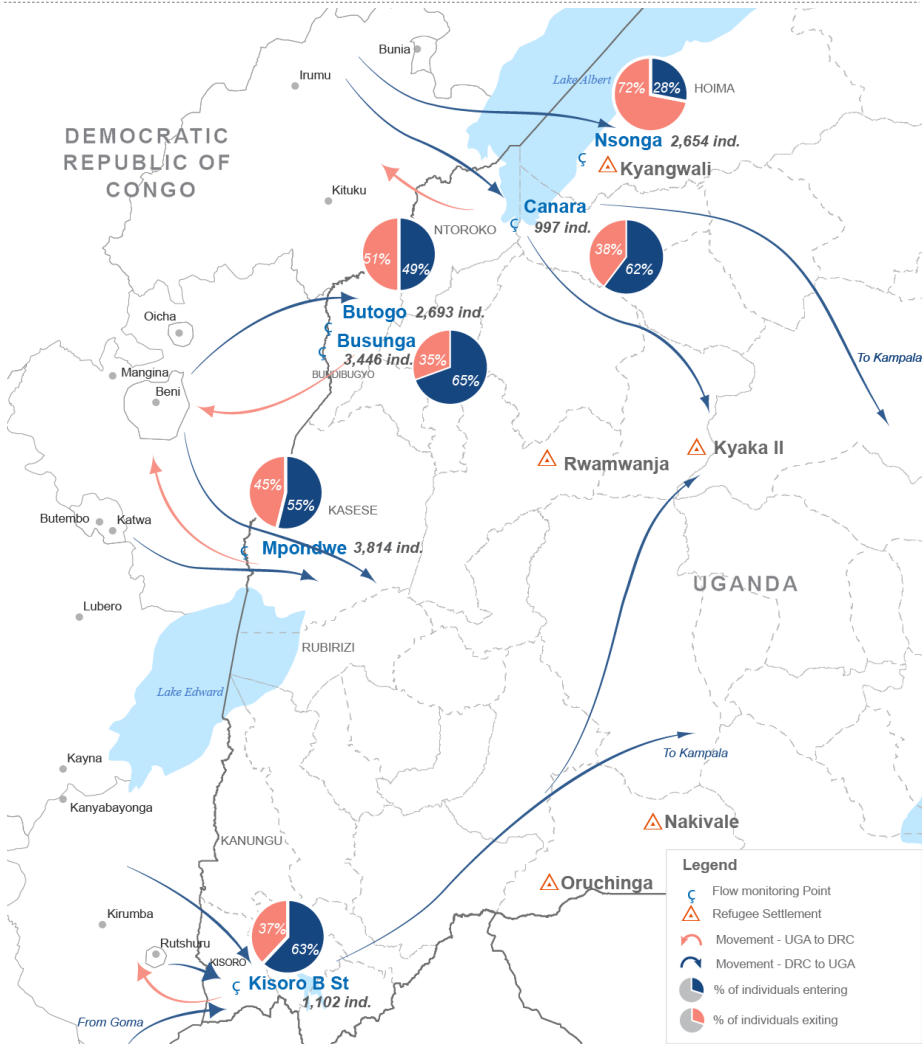 Bunia
Irumu
Lake Albert
72%
28%
HOIMA
DEMOCRATIC
REPUBLIC OF
CONGO
Nsonga 2,654 ind.
ç
Kyangwali
Kituku
Canara
ç
997 ind.
NTOROKO
38%
62%
51%
49%
Oicha
Butogo 2,693 ind.
ç
Busunga
ç
3,446 ind.
BUNDIBUGYO
35%
65%
To Kampala
Mangina
Beni
Rwamwanja
Kyaka II
45%
55%
KASESE
Butembo
Katwa
ç
Mpondwe 3,814 ind.
UGANDA
Lubero
RUBIRIZI
Lake Edward
To Kampala
Kayna
Kanyabayonga
Nakivale
KANUNGU
Oruchinga
Kirumba
Rutshuru
37%
63%
KISORO
ç
Kisoro B St
1,102 ind.
From Goma
Legend
ç
Flow monitoring Point
Refugee Settlement
Movement - UGA to DRC
Movement - DRC to UGA
% of individuals entering
% of individuals exiting